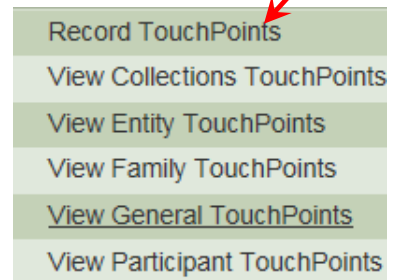 Record TouchPoints
View Collections TouchPoints
View Entity TouchPoints
View Family TouchPoints
View General TouchPoints
View Participant TouchPoints